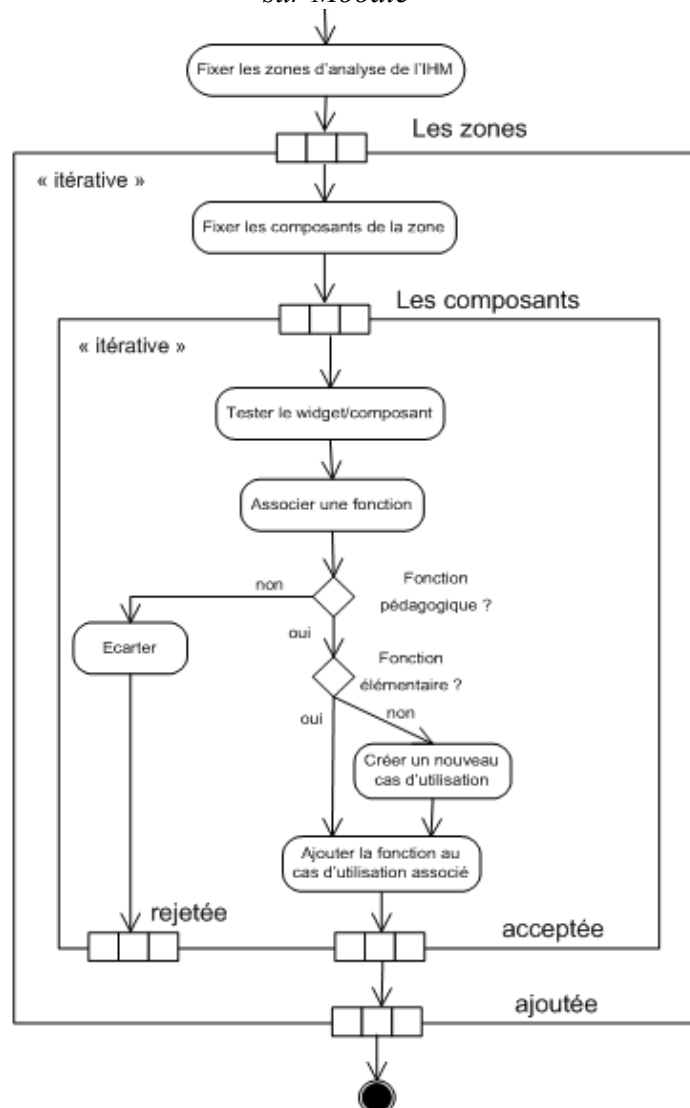 sur Moodle
Fixer les zones d'analyse de l'IHM
Les zones
« itérative »
Fixer les composants de la zone
Les composants
« itérative »
Tester le widget/composant
Associer une fonction
non
Fonction
pédagogique ?
Ecarter
oui
Fonction
élémentaire ?
oui
non
Créer un nouveau
cas d'utilisation
Ajouter la fonction au
cas d'utilisation associé
rejetée
acceptée
ajoutée